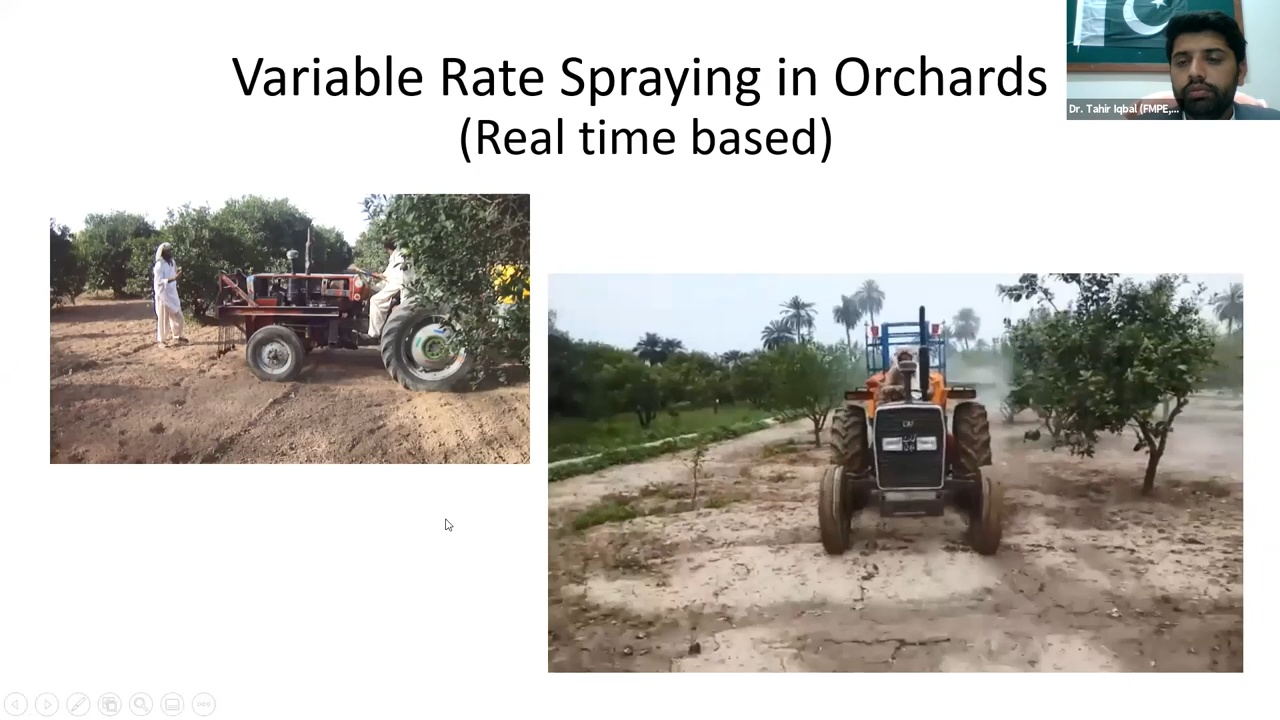 Variable Rate Spraying in Orchards
(Real time based)
Dr. Tahir Iqbal (FMPE,...